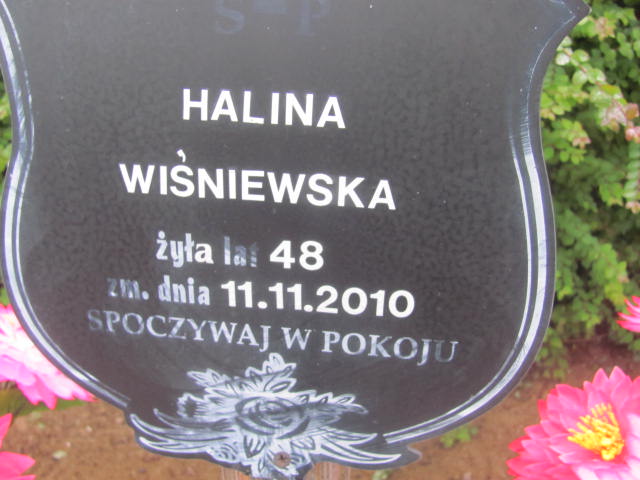 S - P
HALINA
WIŚNIEWSKA
żyła lat 48
zm. dnia 11.11.2010
SPOCZYWAJ W POKOJU